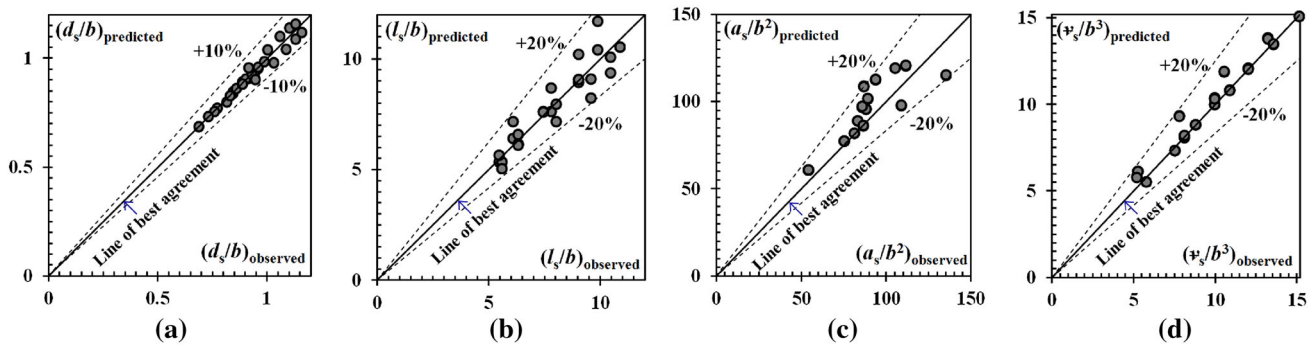 (ds/b)predicted
+10%
-10%
Line of best agreement
(ds/b)observed
1
0.5
0
0
0.5
1
(a)
(ls/b)predicted
+20%
-20%
Line of best agreement
(ls/b)observed
10
5
0
0
5
10
(b)
(as/b2)predicted
+20%
-20%
Line of best agreement
(as/b2)observed
150
100
50
0
0
50
100
150
(c)
(ⱴs/b3)predicted
+20%
-20%
Line of best agreement
(ⱴs/b3)observed
15
10
5
0
0
5
10
15
(d)